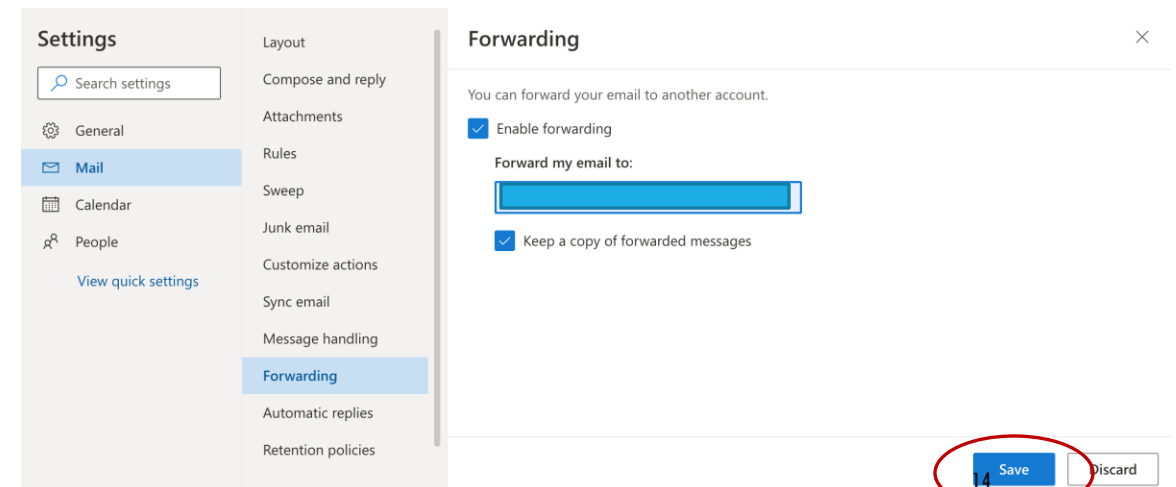 Settings
Search settings
General
Mail
Calendar
People
View quick settings
Layout
Compose and reply
Attachments
Rules
Sweep
Junk email
Customize actions
Sync email
Message handling
Forwarding
Automatic replies
Retention policies
Forwarding
You can forward your email to another account.
Enable forwarding
Forward my email to:
Keep a copy of forwarded messages
14
Save
Discard